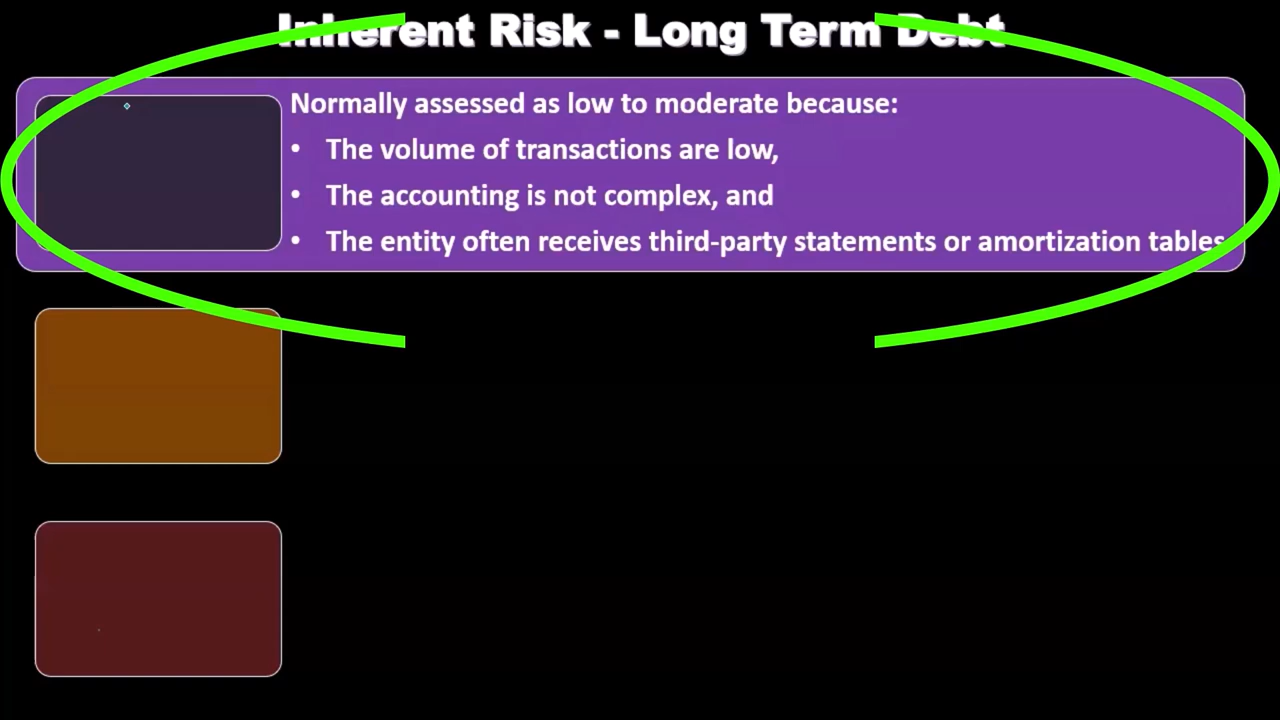 Inherent Risk - Long Term Debt
Normally assessed as low to moderate because:
• The volume of transactions are low,
• The accounting is not complex, and
• The entity often receives third-party statements or amortization tables